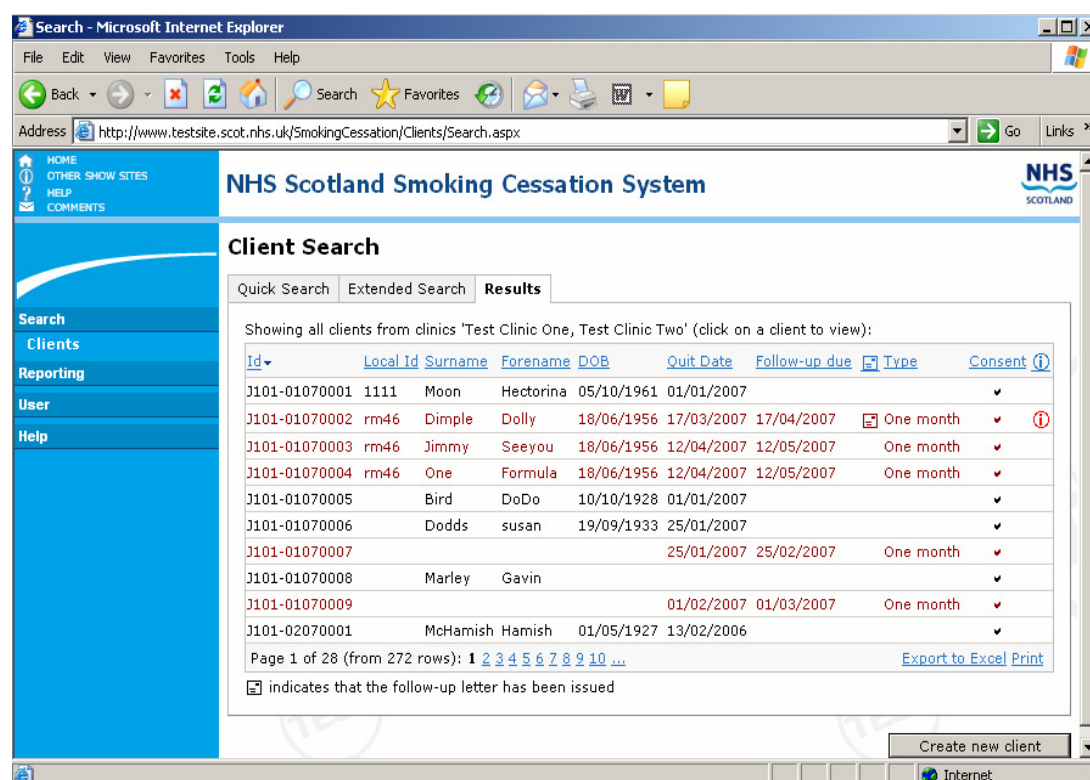 Search - Microsoft Internet Explorer
File Edit View Favorites Tools Help
Back Search Favorites
Address http://www.testsite.scot.nhs.uk/SmokingCessation/Clients/Search.aspx Go Links »
HOME
OTHER SHOW SITES
HELP
COMMENTS
NHS Scotland Smoking Cessation System
NHS
SCOTLAND
Client Search
Quick Search Extended Search Results
Search
Clients
Reporting
User
Help
Showing all clients from clinics 'Test Clinic One, Test Clinic Two' (click on a client to view):
Id Local Id Surname Forename DOB Quit Date Follow-up due Type Consent
J101-01070001 1111 Moon Hectorina 05/10/1961 01/01/2007
J101-01070002 rm46 Dimple Dolly 18/06/1956 17/03/2007 17/04/2007 One month
J101-01070003 rm46 Jimmy Seeyou 18/06/1956 12/04/2007 12/05/2007 One month
J101-01070004 rm46 One Formula 18/06/1956 12/04/2007 12/05/2007 One month
J101-01070005 Bird DoDo 10/10/1928 01/01/2007
J101-01070006 Dodds susan 19/09/1933 25/01/2007
J101-01070007 25/01/2007 25/02/2007 One month
J101-01070008 Marley Gavin
J101-01070009 01/02/2007 01/03/2007 One month
J101-02070001 McHamish Hamish 01/05/1927 13/02/2006
Page 1 of 28 (from 272 rows): 1 2 3 4 5 6 7 8 9 10 ... Export to Excel Print
indicates that the follow-up letter has been issued
Create new client
Internet